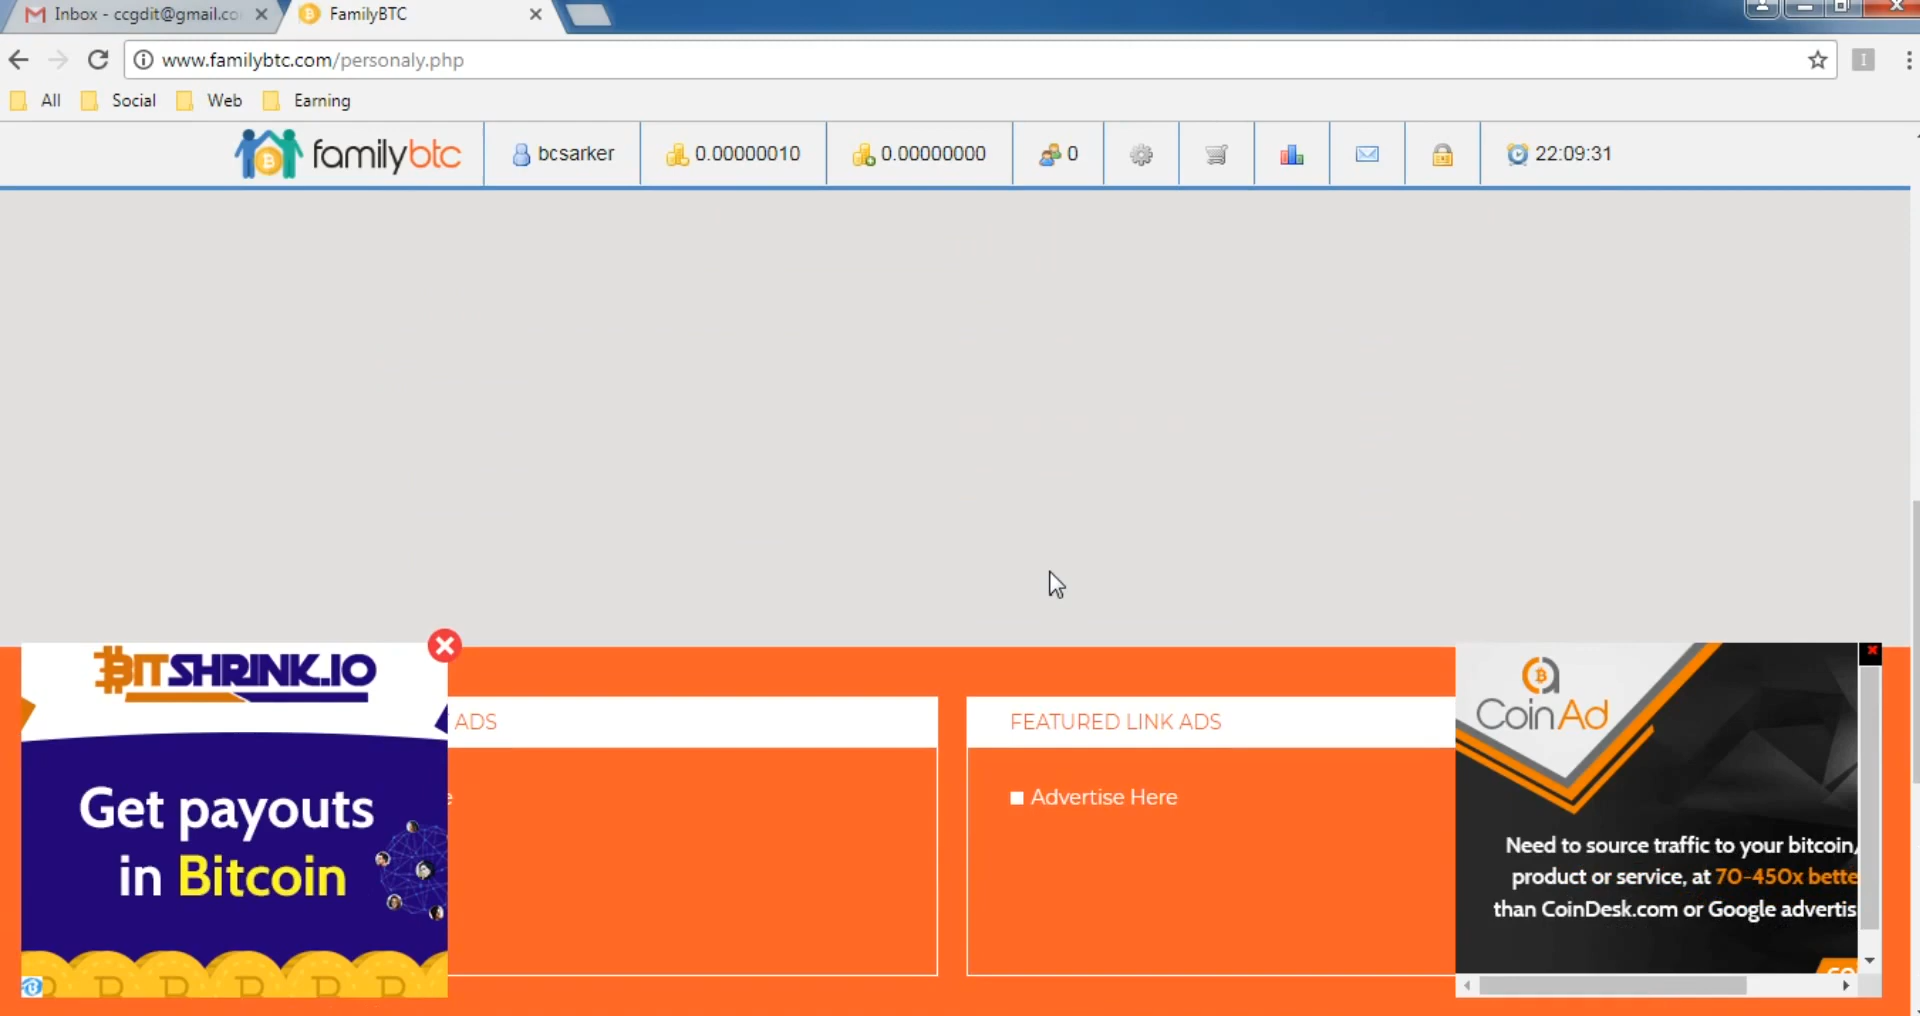 Inbox - ccgdit@gmail.co
FamilyBTC
www.familybtc.com/personaly.php
All
Social
Web
Earning
familybtc
bcsarker
0.00000010
0.00000000
0
22:09:31
BITSHRINK.IO
Get payouts
in Bitcoin
ADS
FEATURED LINK ADS
Advertise Here
CoinAd
Need to source traffic to your bitcoin/
product or service, at 70-450x bette
than CoinDesk.com or Google advertis